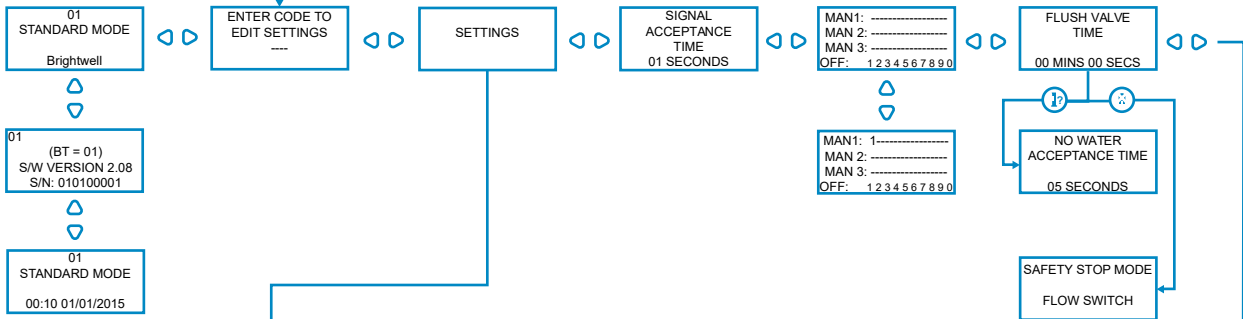 01
STANDARD MODE
Brightwell
ENTER CODE TO
EDIT SETTINGS
----
SETTINGS
SIGNAL
ACCEPTANCE
TIME
01 SECONDS
MAN1: ------------------
MAN 2: ------------------
MAN 3: ------------------
OFF: 1 2 3 4 5 6 7 8 9 0
FLUSH VALVE
TIME
00 MINS 00 SECS
01
(BT = 01)
S/W VERSION 2.08
S/N: 010100001
MAN1: 1-----------------
MAN 2: ------------------
MAN 3: ------------------
OFF: 1 2 3 4 5 6 7 8 9 0
NO WATER
ACCEPTANCE TIME
05 SECONDS
01
STANDARD MODE
00:10 01/01/2015
SAFETY STOP MODE
FLOW SWITCH